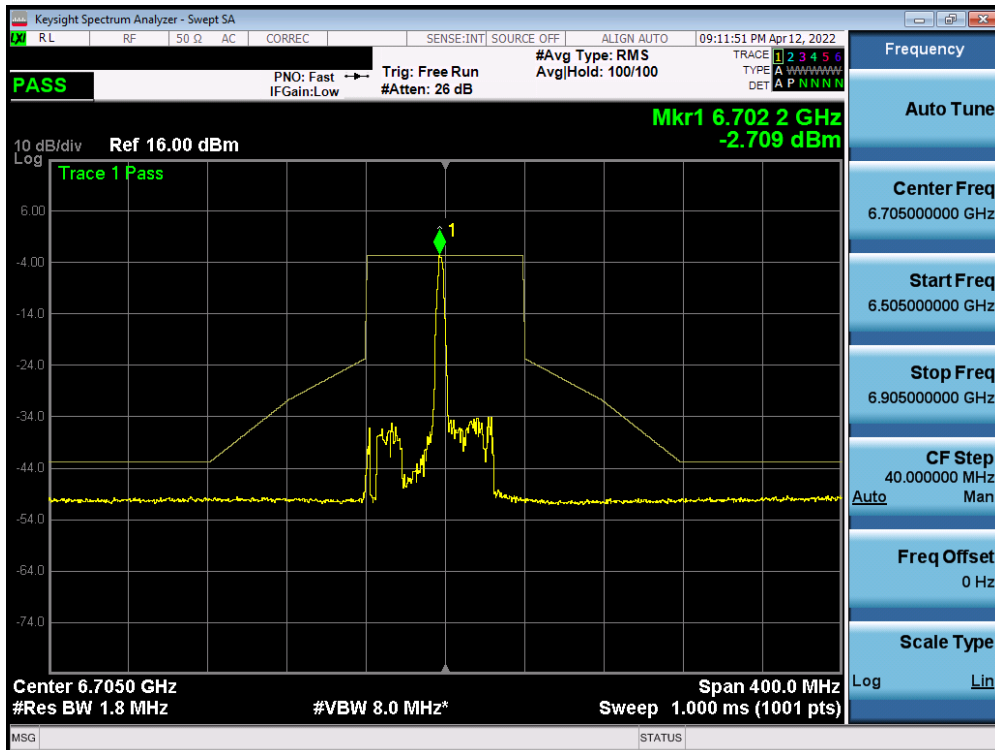 Keysight Spectrum Analyzer - Swept SA
LXI RL RF 50 Ω AC CORREC SENSE:INT SOURCE OFF ALIGN AUTO 09:11:51 PM Apr 12, 2022
PASS
PNO: Fast
IFGain:Low
Trig: Free Run
#Atten: 26 dB
#Avg Type: RMS
Avg|Hold: 100/100
TRACE 1 2 3 4 5 6
TYPE A WWWWW
DET A P N N N N
Mkr1 6.702 2 GHz
-2.709 dBm
10 dB/div Ref 16.00 dBm
Log
Trace 1 Pass
1
6.00
-4.00
-14.0
-24.0
-34.0
-44.0
-54.0
-64.0
-74.0
Center 6.7050 GHz Span 400.0 MHz
#Res BW 1.8 MHz #VBW 8.0 MHz* Sweep 1.000 ms (1001 pts)
MSG STATUS
Frequency
Auto Tune
Center Freq
6.705000000 GHz
Start Freq
6.505000000 GHz
Stop Freq
6.905000000 GHz
CF Step
40.000000 MHz
Auto Man
Freq Offset
0 Hz
Scale Type
Log Lin